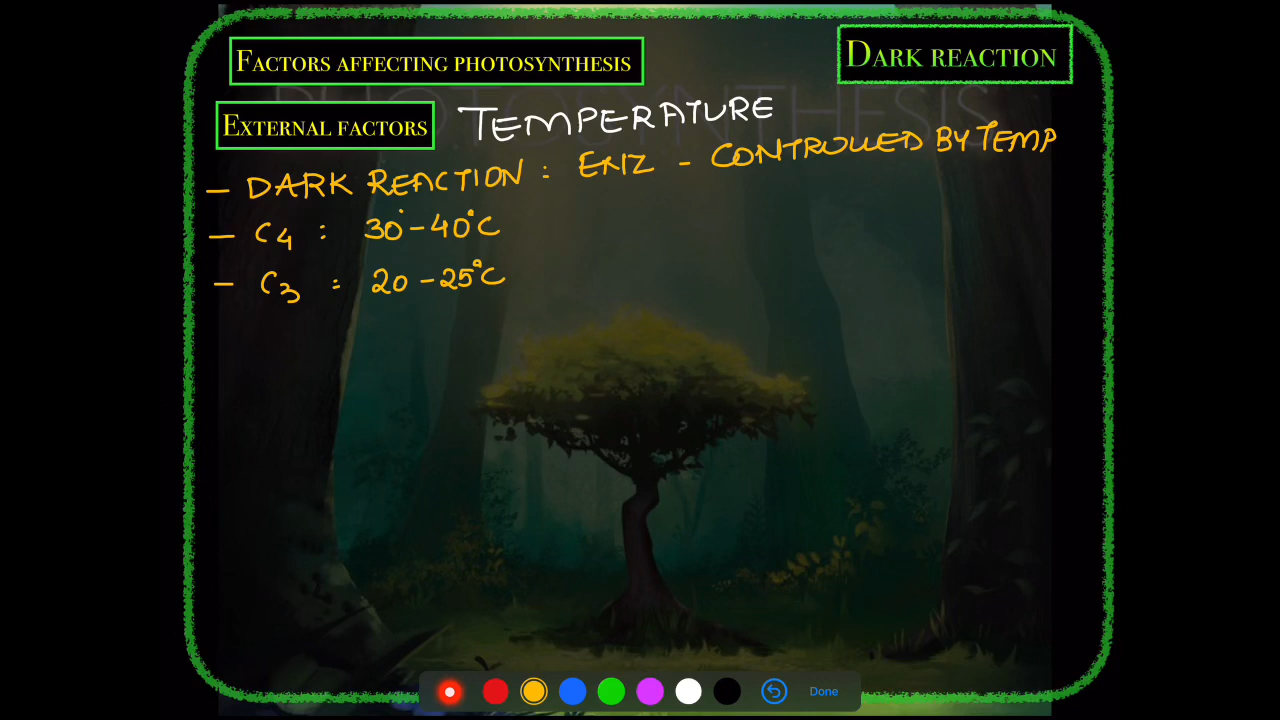 FACTORS AFFECTING PHOTOSYNTHESIS
DARK REACTION
PHOTOSYNTHESIS
EXTERNAL FACTORS
TEMPERATURE
– DARK REACTION : ENZ – CONTROLLED BY TEMP
– C4 : 30° – 40°C
– C3 : 20 – 25°C
Done